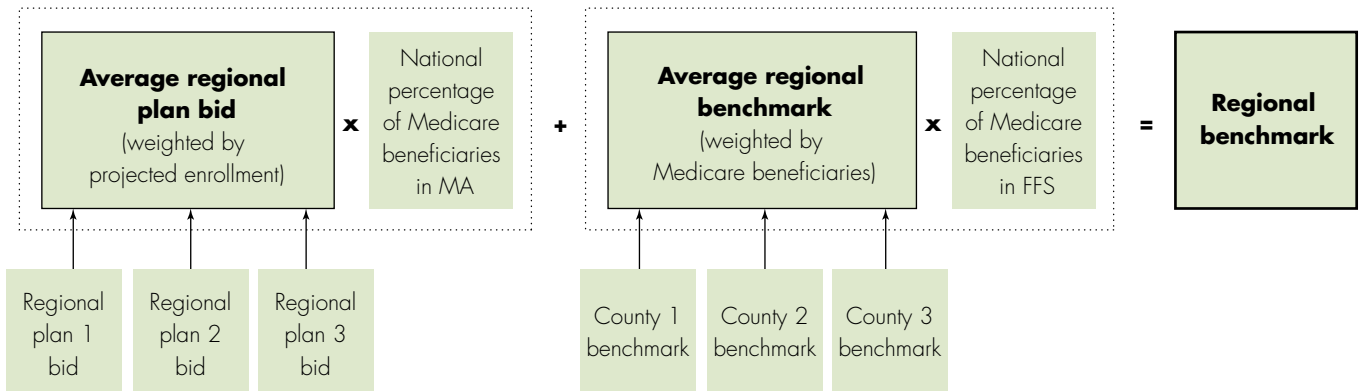 Average regional
plan bid
(weighted by
projected enrollment)
x
National
percentage
of Medicare
beneficiaries
in MA
+
Average regional
benchmark
(weighted by
Medicare beneficiaries)
x
National
percentage
of Medicare
beneficiaries
in FFS
=
Regional
benchmark
Regional
plan 1
bid
Regional
plan 2
bid
Regional
plan 3
bid
County 1
benchmark
County 2
benchmark
County 3
benchmark